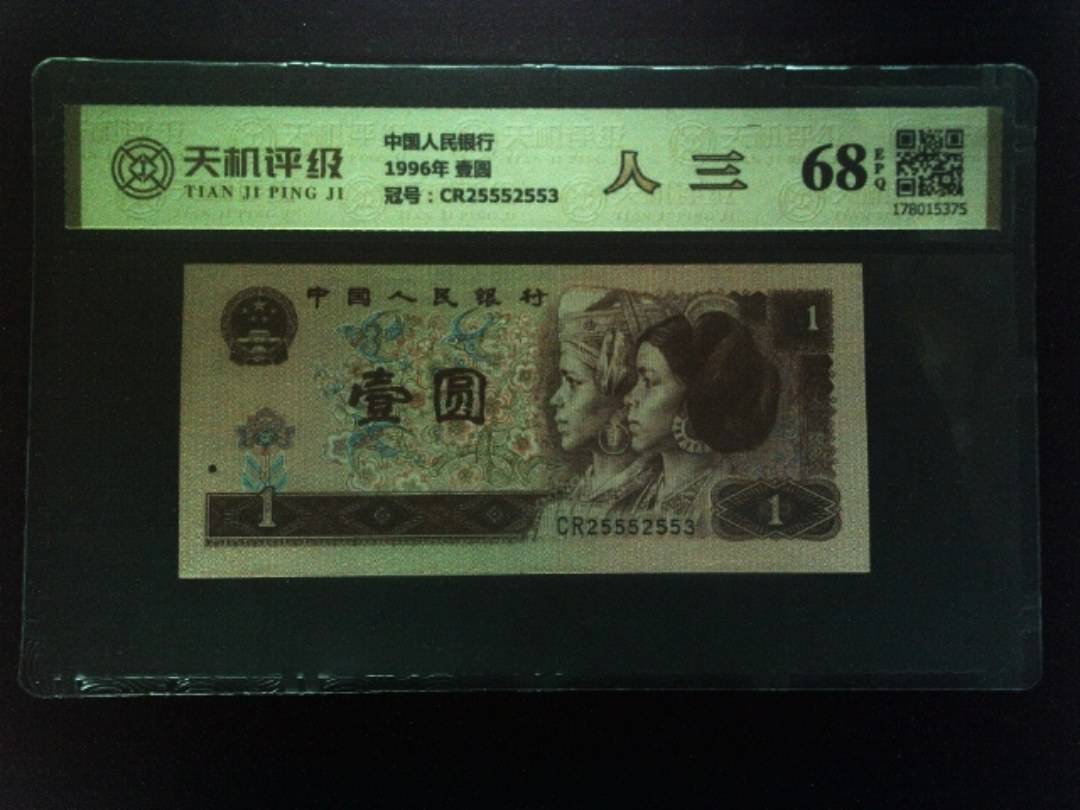 天机评级
TIAN JI PING JI
中国人民银行
1996年 壹圆
冠号：CR25552553
人三
68
EPQ
178015375
中国人民银行
1
壹圆
1
CR25552553
1